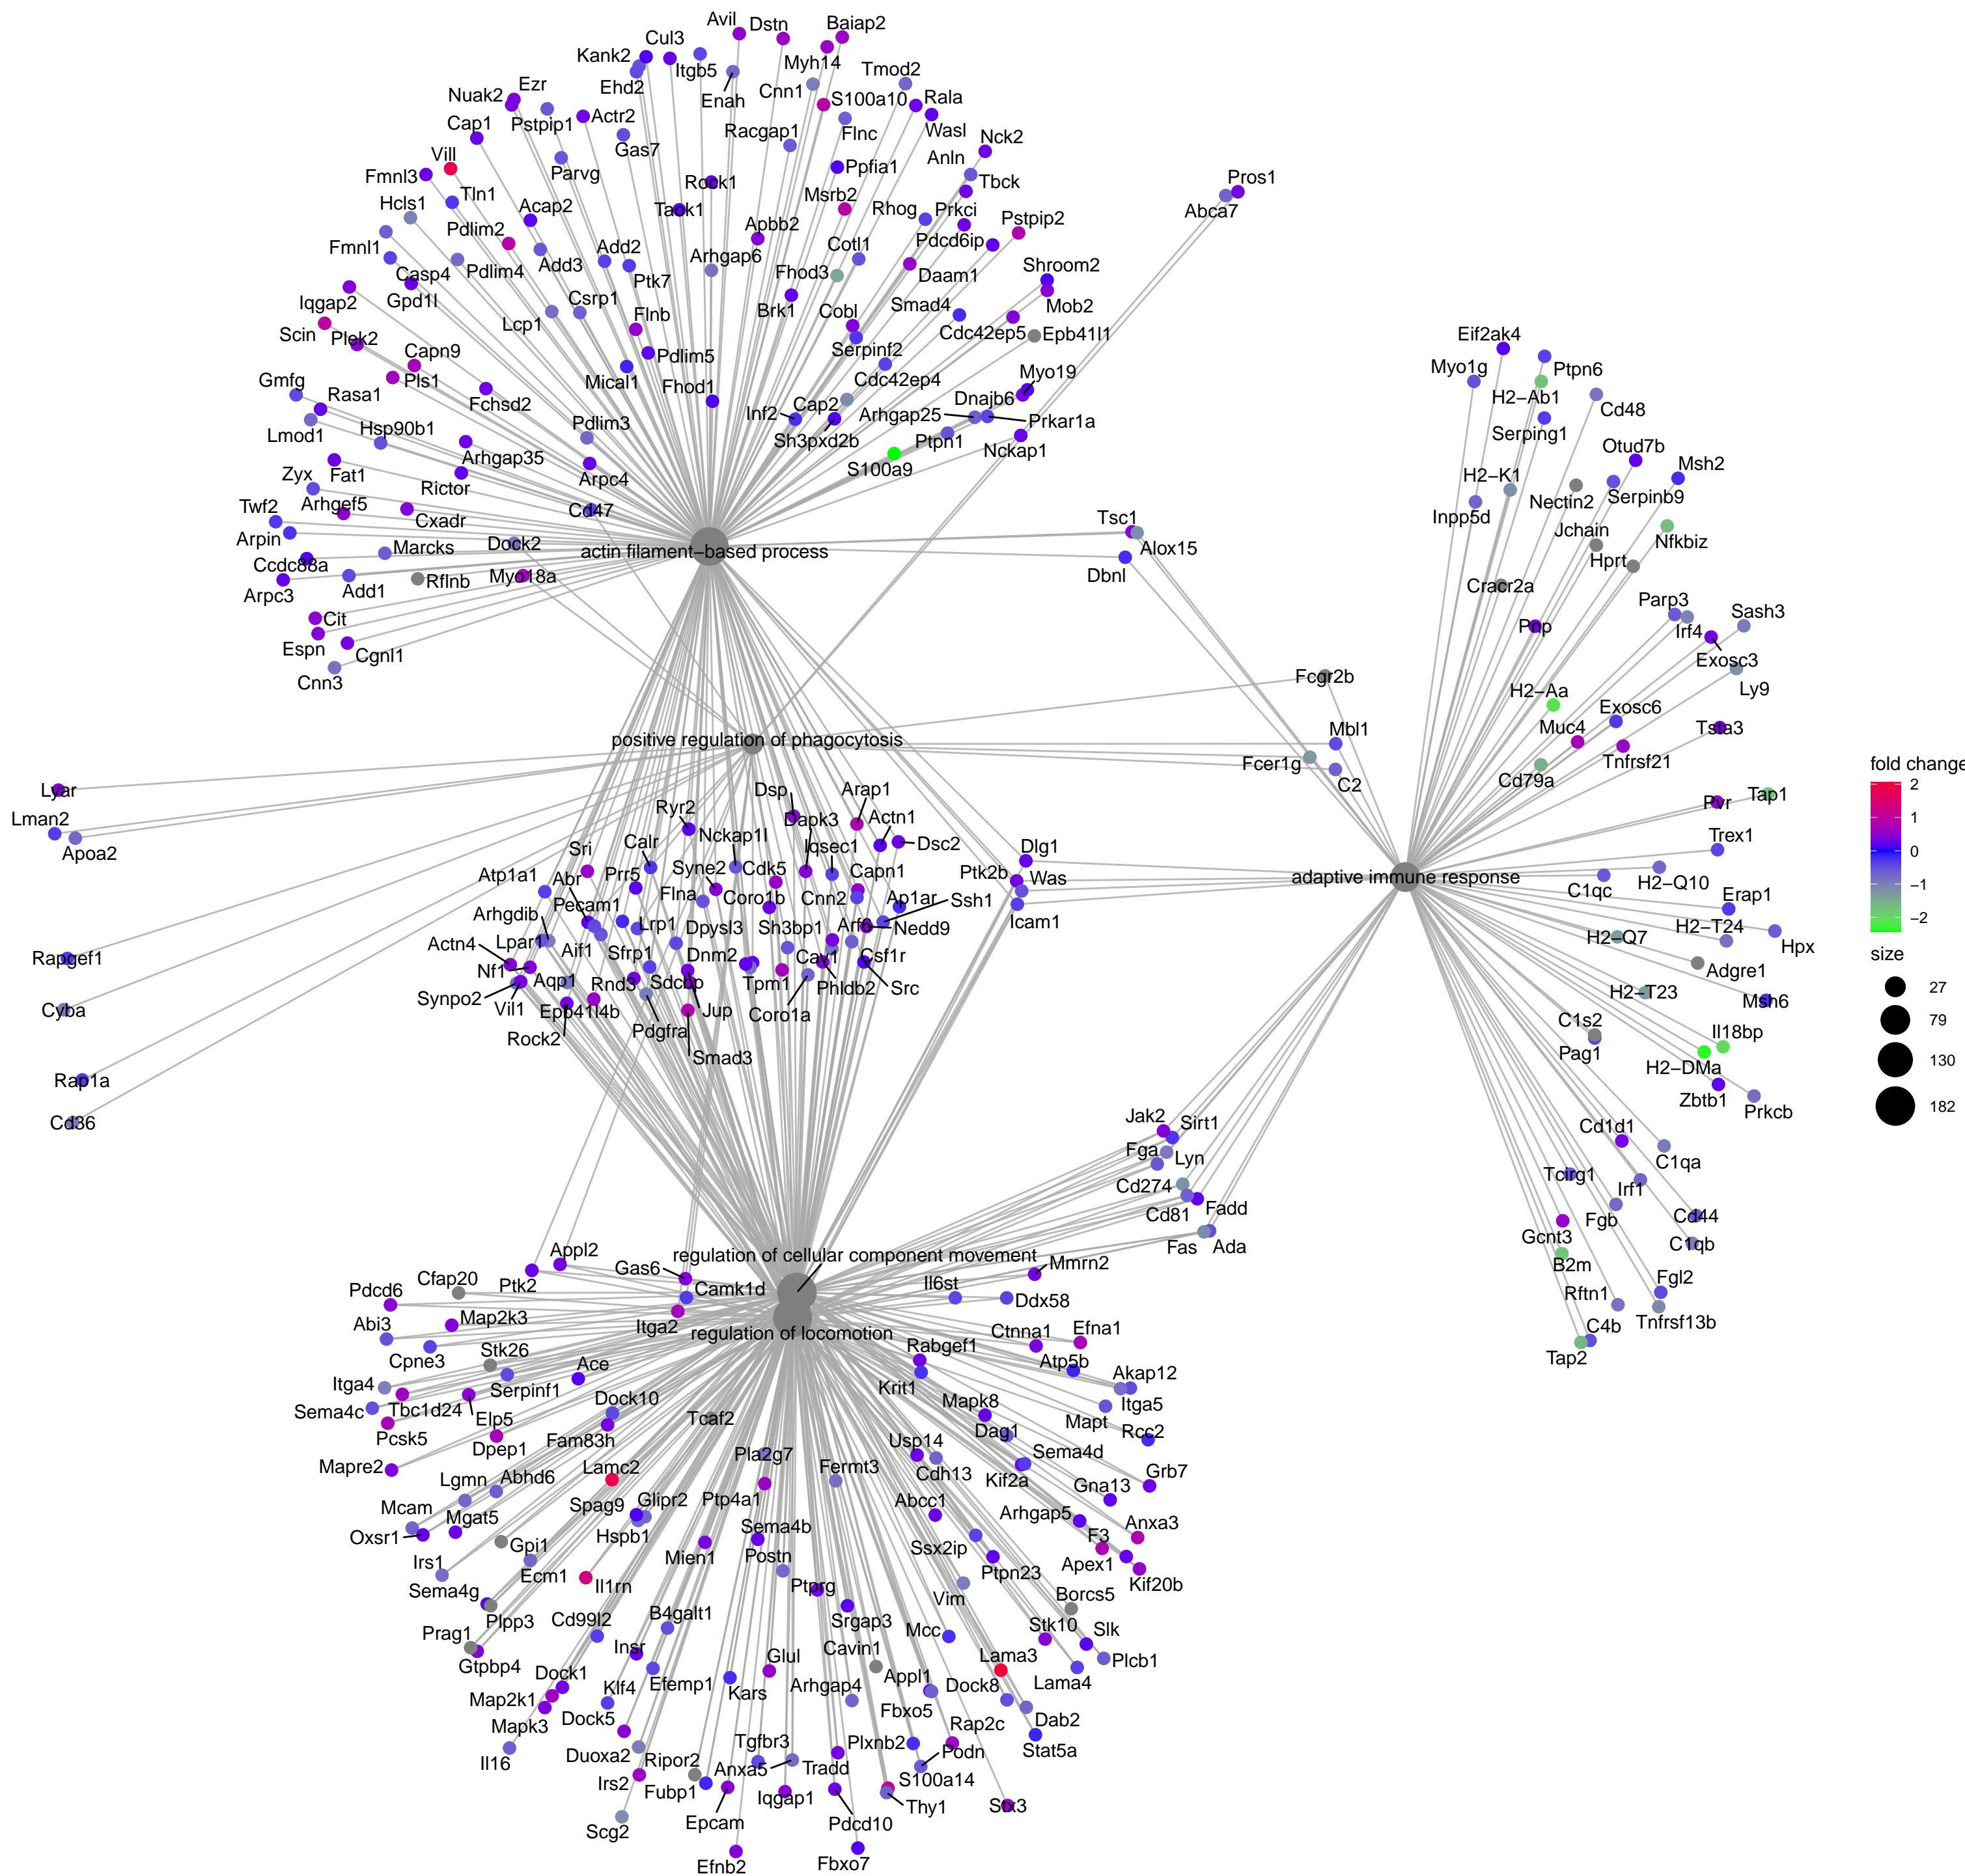 Avil
Dstn
Baiap2
Cul3
Kank2
Itgb5
Myh14
Tmod2
Ehd2
Enah
Cnn1
Ezr
Nuak2
Pstpip1
Actr2
S100a10
Rala
Cap1
Gas7
Racgap1
Flnc
Wasl
Nck2
Vill
Parvg
Ppfia1
Anln
Fmnl3
Tln1
Rock1
Msrb2
Tbck
Pros1
Hcls1
Acap2
Taok1
Rhog
Prkci
Abca7
Pdlim2
Apbb2
Pstpip2
Fmnl1
Add2
Cotl1
Pdcd6ip
Casp4
Pdlim4
Add3
Arhgap6
Fhod3
Daam1
Shroom2
Gpd1l
Ptk7
Iqgap2
Csrp1
Brk1
Smad4
Mob2
Scin
Plek2
Lcp1
Flnb
Cobl
Cdc42ep5
Epb41l1
Capn9
Pdlim5
Serpinf2
Eif2ak4
Gmfg
Pls1
Mical1
Fhod1
Cdc42ep4
Myo19
Myo1g
Ptpn6
Rasa1
Fchsd2
Inf2
Cap2
Arhgap25
Dnajb6
H2−Ab1
Cd48
Lmod1
Hsp90b1
Pdlim3
Sh3pxd2b
Ptpn1
Prkar1a
Serping1
Arhgap35
Nckap1
Otud7b
Zyx
Fat1
Rictor
Arpc4
S100a9
H2−K1
Msh2
Twf2
Arhgef5
Cxadr
Cd47
Tsc1
Inpp5d
Nectin2
Serpinb9
Arpin
Marcks
Dock2
actin filament−based process
Alox15
Jchain
Nfkbiz
Ccdc88a
Dbnl
Hprt
Arpc3
Add1
Rflnb
Myo18a
Cracr2a
Cit
Parp3
Sash3
Espn
Cgnl1
Pnp
Irf4
Cnn3
Exosc3
Fcgr2b
H2−Aa
Ly9
Exosc6
positive regulation of phagocytosis
Mbl1
Muc4
Tsta3
Fcer1g
Tnfrsf21
fold change
Lyar
C2
Cd79a
2
Lman2
Ryr2
Dsp
Arap1
Pvr
Tap1
1
Apoa2
Nckap1l
Dapk3
Actn1
Trex1
0
Sri
Calr
Iqsec1
Dsc2
Dlg1
−1
Atp1a1
Abr
Prr5
Syne2
Cdk5
Capn1
Ptk2b
Was
adaptive immune response
C1qc
H2−Q10
−2
Pecam1
Flna
Coro1b
Cnn2
Ap1ar
Ssh1
Erap1
Arhgdib
Lrp1
Dpysl3
Sh3bp1
Arf6
Nedd9
Icam1
H2−Q7
H2−T24
Hpx
Actn4
Lpar1
Aif1
Sfrp1
Dnm2
Cav1
Csf1r
size
Rapgef1
Nf1
Aqp1
Rnd3
Sdcbp
Tpm1
Phldb2
Src
Adgre1
27
Synpo2
Vil1
Epb41l4b
Jup
Coro1a
H2−T23
Msh6
79
Cyba
Rock2
Pdgfra
C1s2
Il18bp
Smad3
Pag1
130
Rap1a
H2−DMa
Zbtb1
182
Cd36
Jak2
Sirt1
Prkcb
Cd1d1
Fga
Lyn
C1qa
Cd274
Tcirg1
Irf1
Cd81
Fadd
Fgb
Cd44
Fas
Ada
Gcnt3
C1qb
Appl2
Gas6
regulation of cellular component movement
Mmrn2
B2m
Pdcd6
Cfap20
Ptk2
Camk1d
Il6st
Rftn1
Fgl2
Abi3
Map2k3
Itga2
regulation of locomotion
Ddx58
C4b
Tnfrsf13b
Cpne3
Rabgef1
Ctnna1
Efna1
Tap2
Stk26
Ace
Atp5b
Itga4
Serpinf1
Krit1
Akap12
Sema4c
Tbc1d24
Dock10
Mapk8
Itga5
Pcsk5
Elp5
Tcaf2
Mapt
Dpep1
Fam83h
Usp14
Dag1
Rcc2
Mapre2
Lamc2
Pla2g7
Sema4d
Lgmn
Abhd6
Fermt3
Cdh13
Kif2a
Gna13
Grb7
Mcam
Spag9
Glipr2
Ptp4a1
Abcc1
Arhgap5
Oxsr1
Mgat5
Hspb1
Sema4b
F3
Anxa3
Gpi1
Mien1
Postn
Ssx2ip
Irs1
Ecm1
Ptpn23
Apex1
Sema4g
Il1rn
Ptprg
Vim
Kif20b
Plpp3
Cd99l2
B4galt1
Srgap3
Borcs5
Prag1
Mcc
Stk10
Slk
Gtpbp4
Insr
Glul
Cavin1
Lama3
Plcb1
Dock1
Appl1
Map2k1
Klf4
Efemp1
Kars
Arhgap4
Dock8
Lama4
Mapk3
Dock5
Fbxo5
Rap2c
Dab2
Il16
Duoxa2
Ripor2
Tgfbr3
Plxnb2
Podn
Stat5a
Irs2
Fubp1
Anxa5
Tradd
S100a14
Iqgap1
Thy1
Stx3
Scg2
Epcam
Pdcd10
Efnb2
Fbxo7